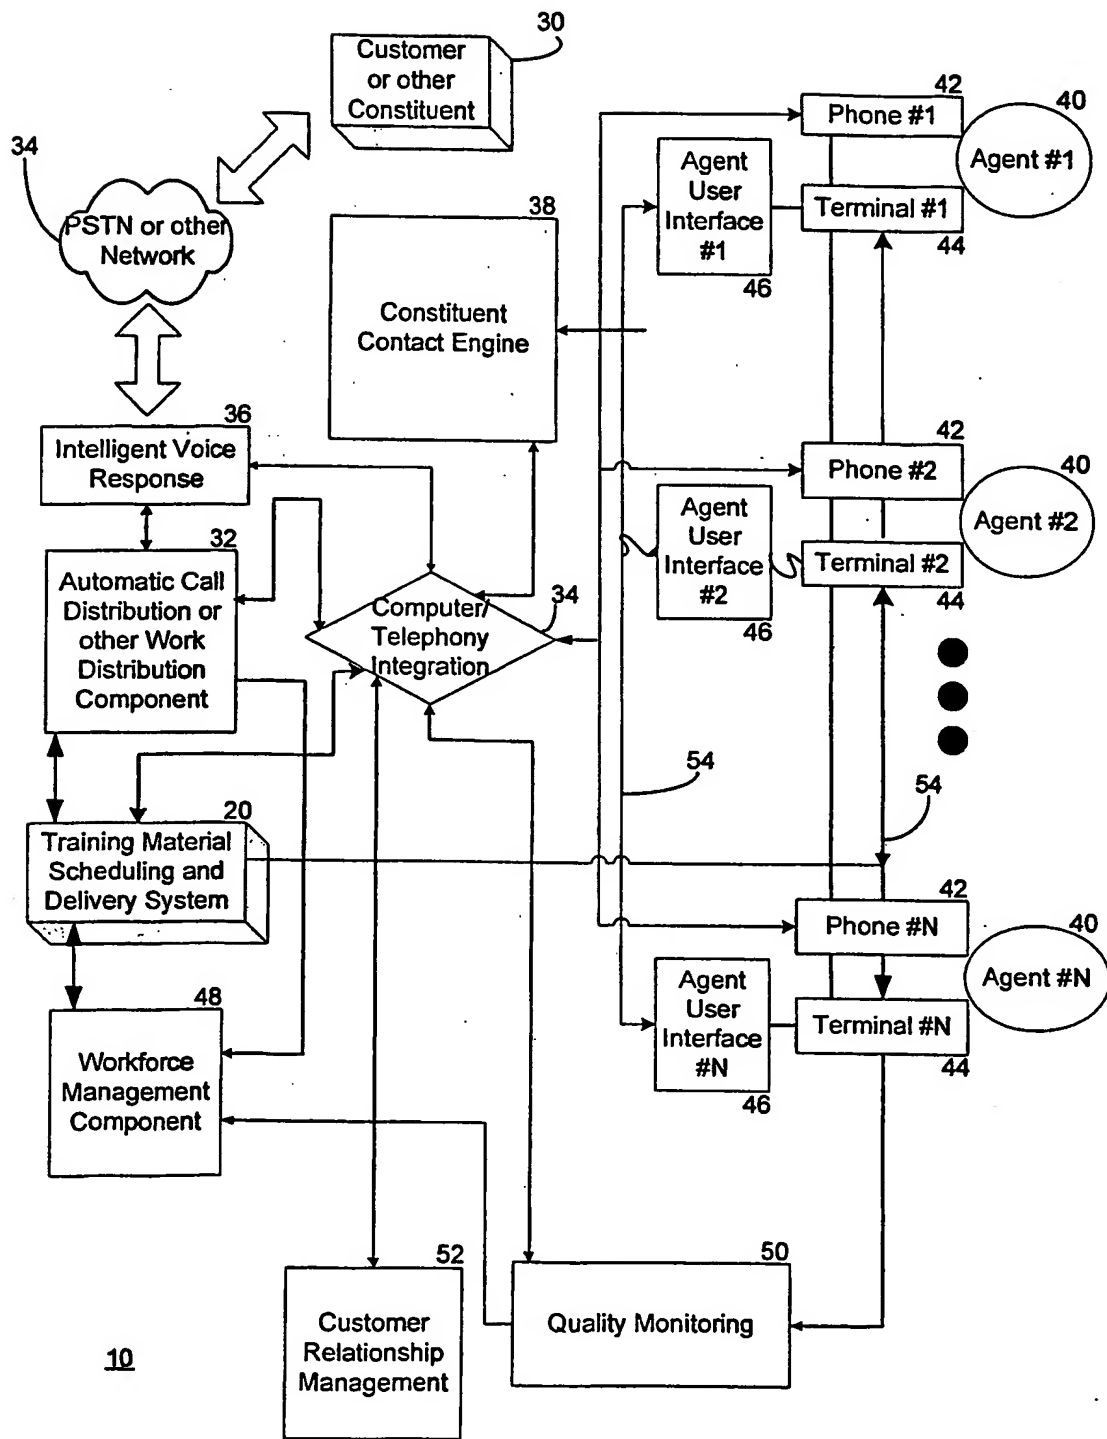 30
Customer
or other
Constituent
34
PSTN or other
Network
38
Constituent
Contact Engine
36
Intelligent Voice
Response
32
Automatic Call
Distribution or
other Work
Distribution
Component
Computer/
Telephony
Integration
34
20
Training Material
Scheduling and
Delivery System
48
Workforce
Management
Component
52
Customer
Relationship
Management
50
Quality Monitoring
10
42
Phone #1
40
Agent #1
Agent
User
Interface
#1
46
Terminal #1
44
42
Phone #2
40
Agent #2
Agent
User
Interface
#2
46
Terminal #2
44
54
54
42
Phone #N
40
Agent #N
Agent
User
Interface
#N
46
Terminal #N
44